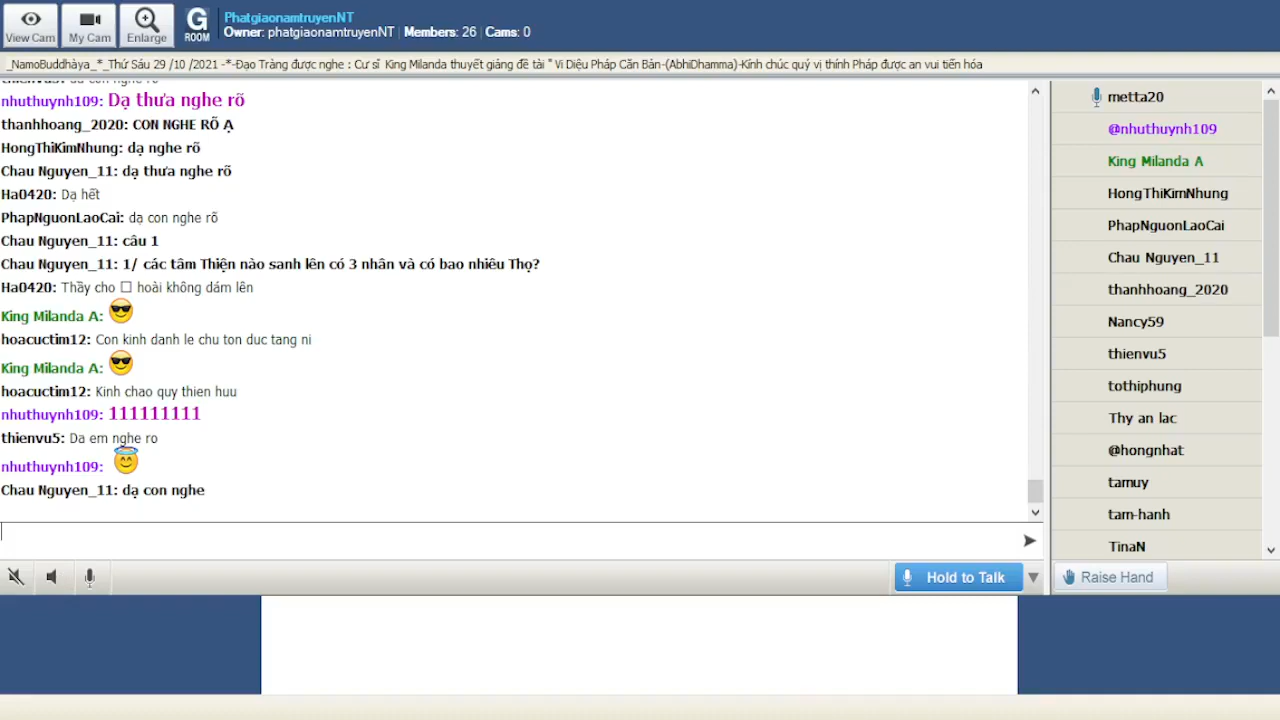 View Cam
My Cam
Enlarge
G
ROOM
PhatgiaonamtruyenNT
Owner: phatgiaonamtruyenNT | Members: 26 | Cams: 0
_NamoBuddhàya_*_Thứ Sáu 29 /10 /2021 -*-Đạo Tràng được nghe : Cư sĩ King Milanda thuyết giảng đề tài " Vi Diệu Pháp Căn Bản-(AbhiDhamma)-Kính chúc quý vị thính Pháp được an vui tiến hóa
nhuthuynh109: Dạ thưa nghe rõ
thanhhoang_2020: CON NGHE RÕ Ạ
HongThiKimNhung: dạ nghe rõ
Chau Nguyen_11: dạ thưa nghe rõ
Ha0420: Dạ hết
PhapNguonLaoCai: dạ con nghe rõ
Chau Nguyen_11: câu 1
Chau Nguyen_11: 1/ các tâm Thiện nào sanh lên có 3 nhân và có bao nhiêu Thọ?
Ha0420: Thầy cho □ hoài không dám lên
King Milanda A:
hoacuctim12: Con kinh danh le chu ton duc tang ni
King Milanda A:
hoacuctim12: Kinh chao quy thien huu
nhuthuynh109: 111111111
thienvu5: Da em nghe ro
nhuthuynh109:
Chau Nguyen_11: dạ con nghe
Hold to Talk
metta20
@nhuthuynh109
King Milanda A
HongThiKimNhung
PhapNguonLaoCai
Chau Nguyen_11
thanhhoang_2020
Nancy59
thienvu5
tothiphung
Thy an lac
@hongnhat
tamuy
tam-hanh
TinaN
Raise Hand